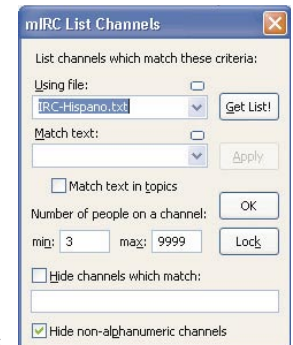 mIRC List Channels
List channels which match these criteria:
Using file:
IRC-Hispano.txt
Get List!
Match text:
Apply
Match text in topics
Number of people on a channel:
OK
min: 3 max: 9999
Lock
Hide channels which match:
Hide non-alphanumeric channels